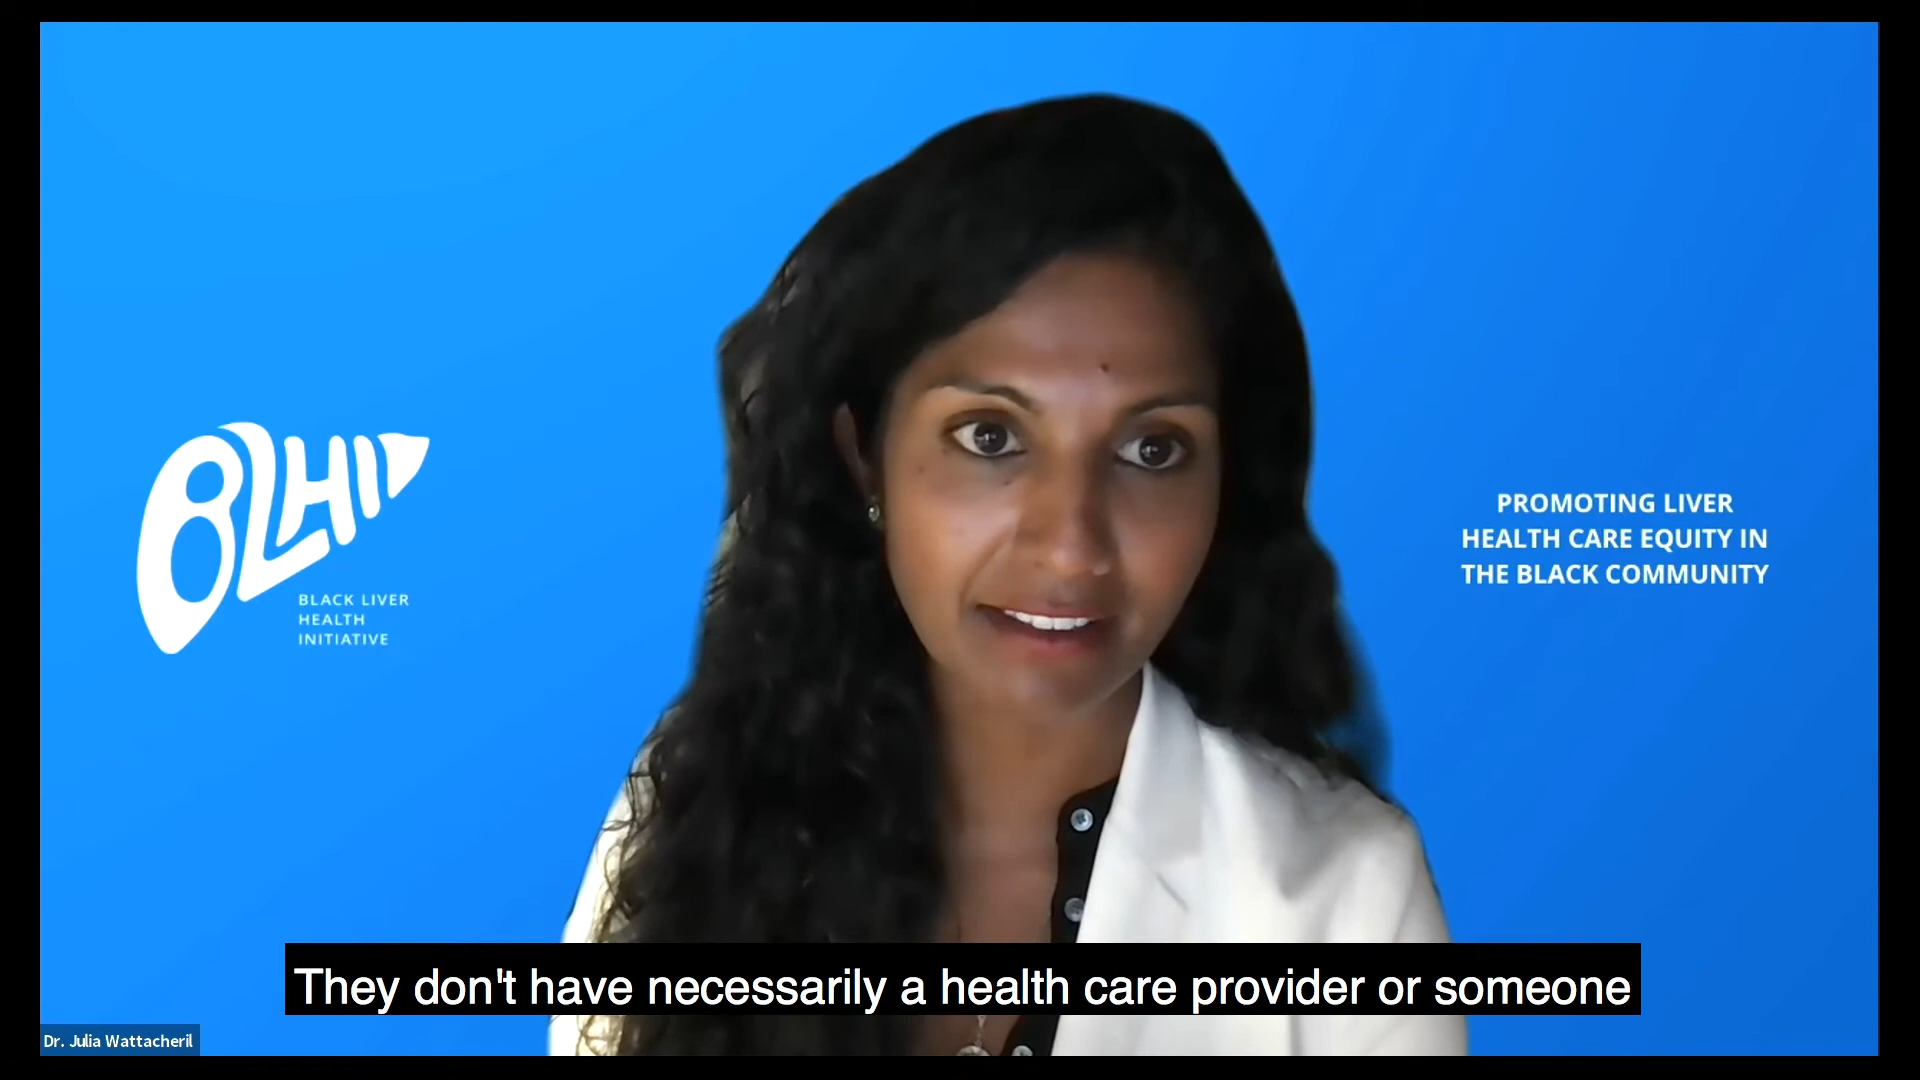 BLHI
BLACK LIVER
HEALTH
INITIATIVE
PROMOTING LIVER
HEALTH CARE EQUITY IN
THE BLACK COMMUNITY
They don't have necessarily a health care provider or someone
Dr. Julia Wattacheril